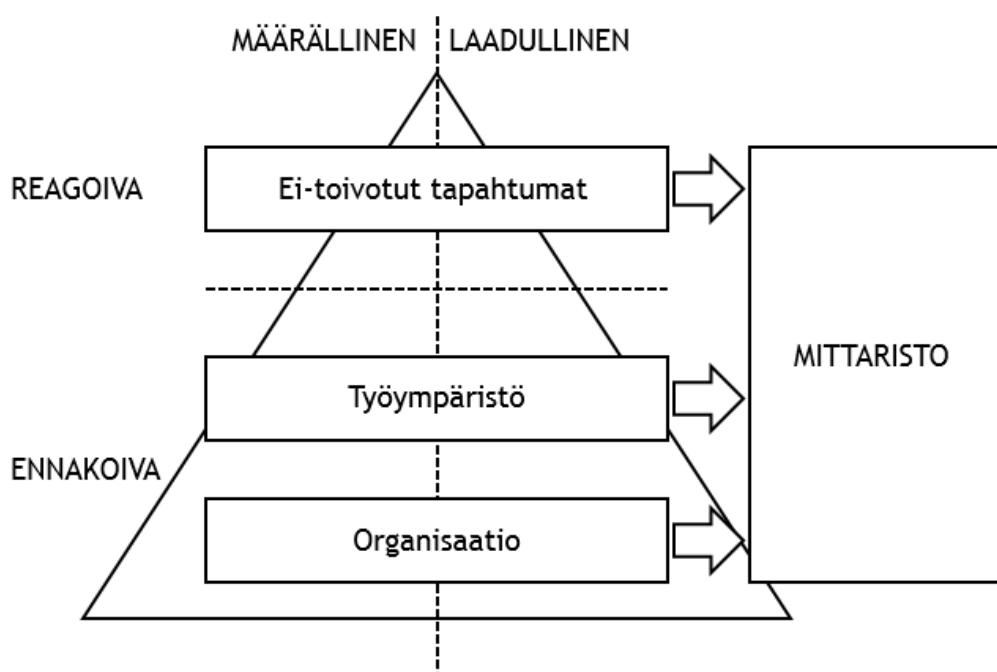 MÄÄRÄLLINEN LAADULLINEN
REAGOIVA
Ei-toivotut tapahtumat
MITTARISTO
Työympäristö
ENNAKOIVA
Organisaatio